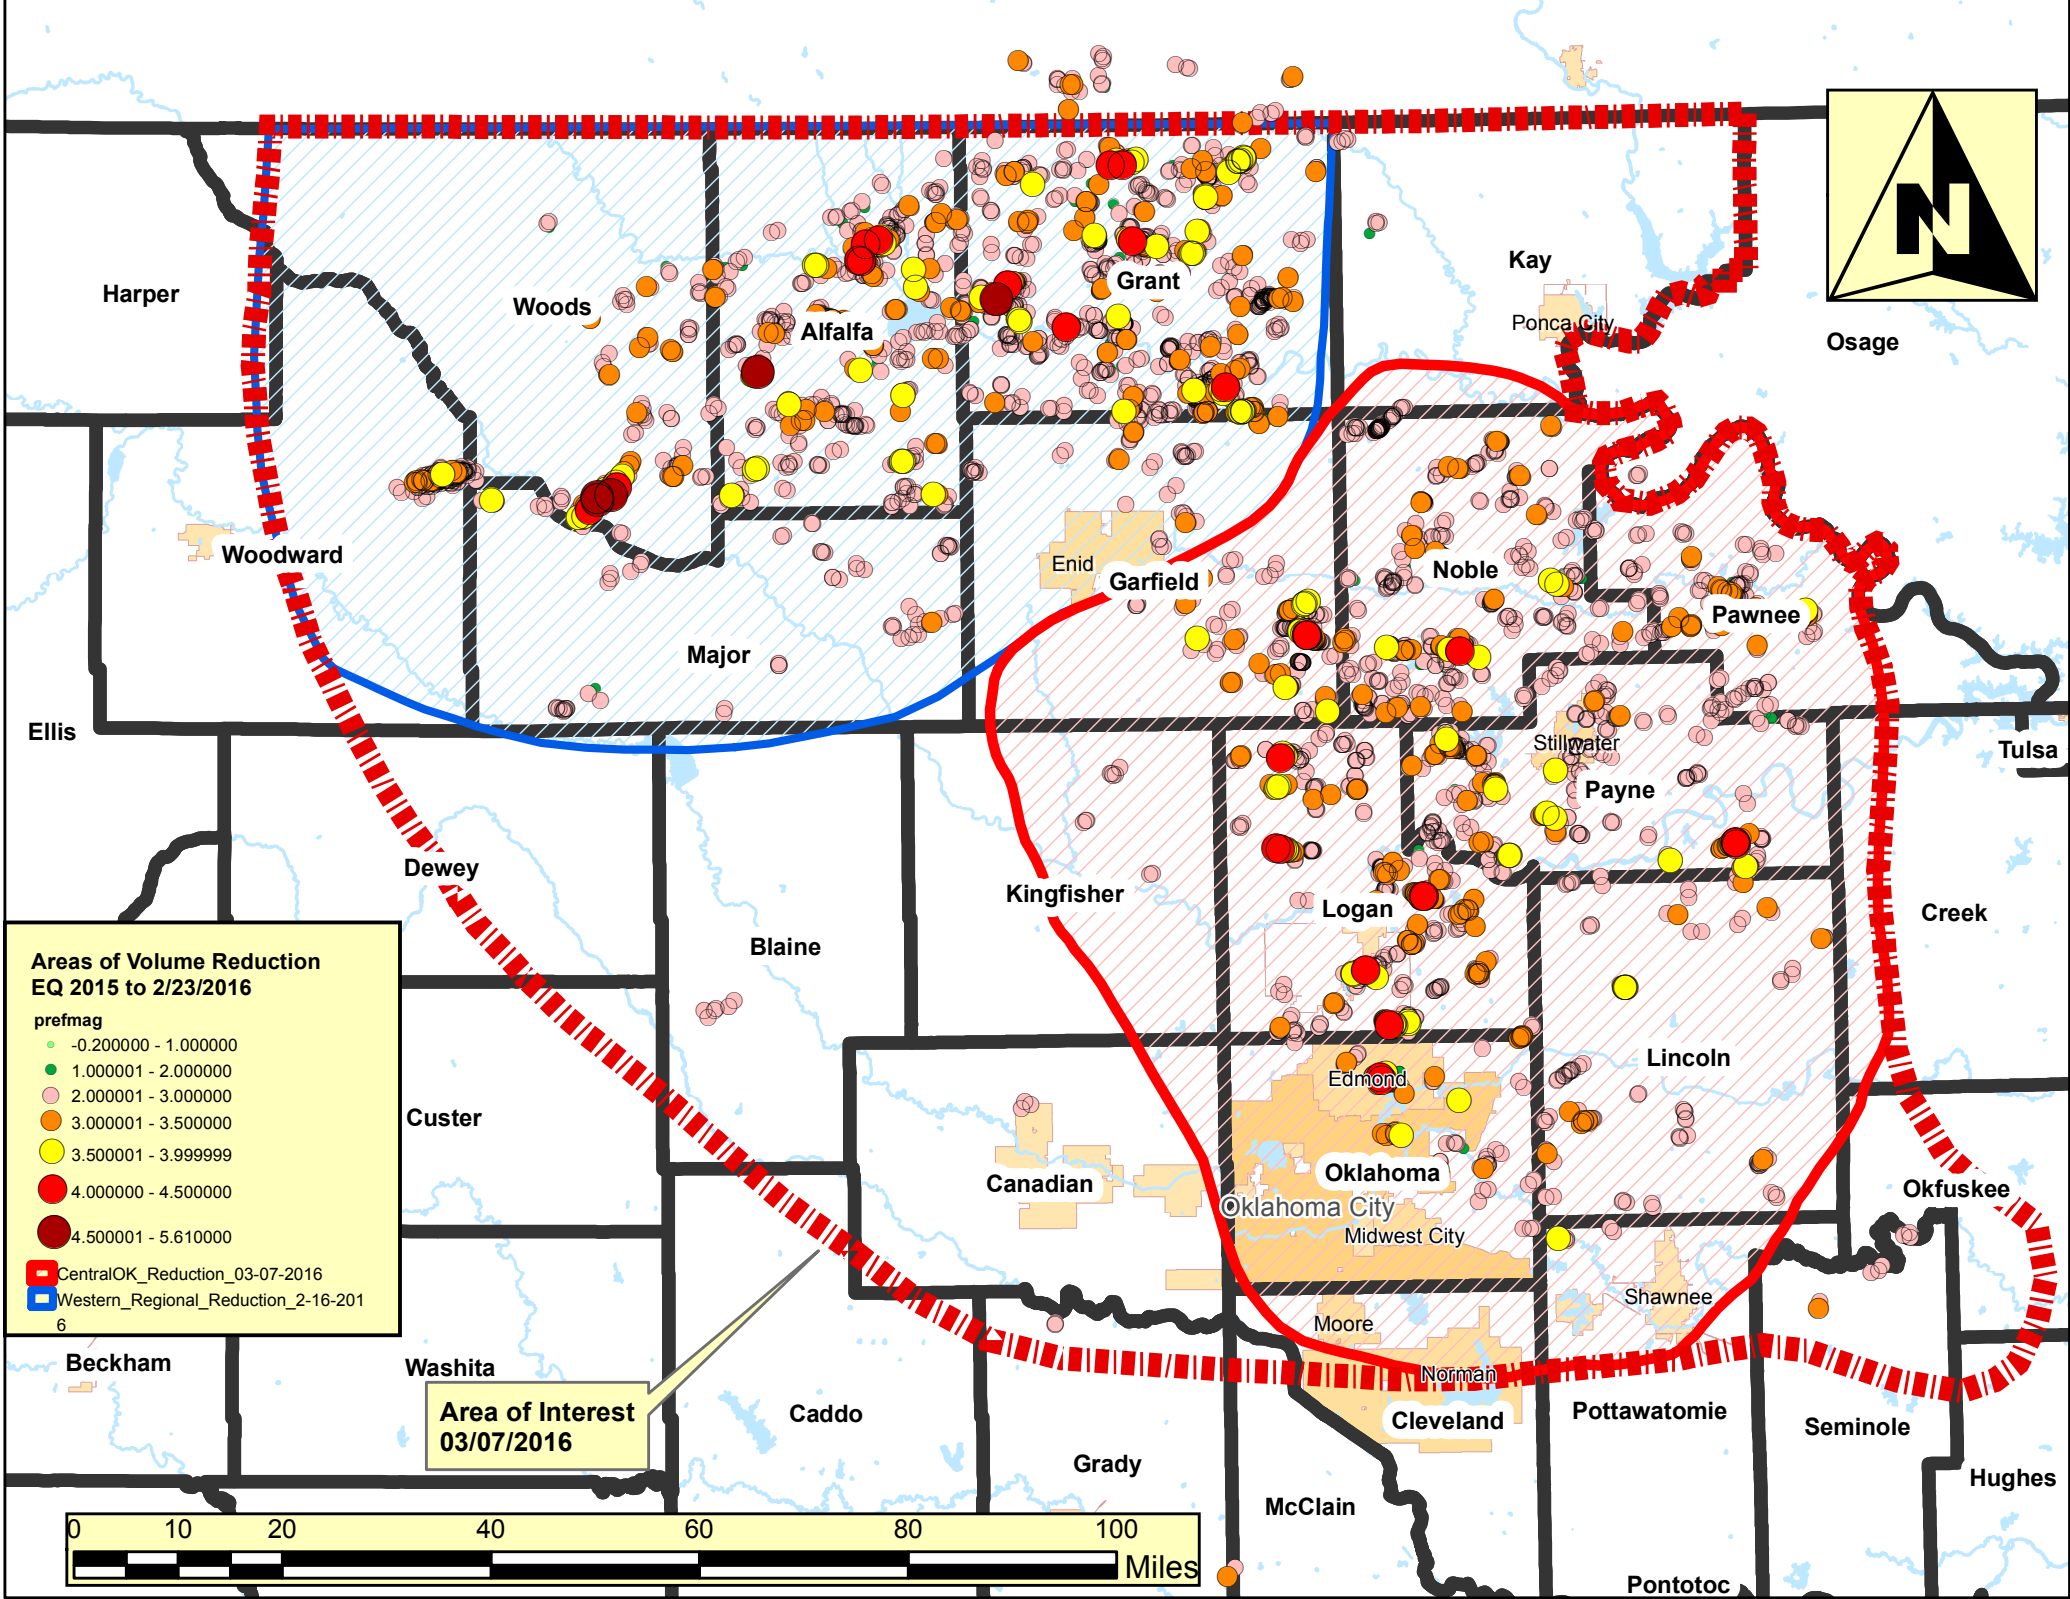 N
Kay
Harper
Woods
Grant
Alfalfa
Ponca City
Osage
Woodward
Enid
Garfield
Noble
Pawnee
Major
Ellis
Stillwater
Tulsa
Payne
Dewey
Kingfisher
Logan
Creek
Blaine
Areas of Volume Reduction
EQ 2015 to 2/23/2016
prefmag
-0.200000 - 1.000000
1.000001 - 2.000000
2.000001 - 3.000000
3.000001 - 3.500000
3.500001 - 3.999999
4.000000 - 4.500000
4.500001 - 5.610000
CentralOK_Reduction_03-07-2016
Western_Regional_Reduction_2-16-201
6
Lincoln
Edmond
Custer
Oklahoma
Canadian
Okfuskee
Oklahoma City
Midwest City
Shawnee
Moore
Beckham
Washita
Norman
Area of Interest
03/07/2016
Caddo
Cleveland
Pottawatomie
Seminole
Grady
Hughes
McClain
0 10 20 40 60 80 100
Miles
Pontotoc